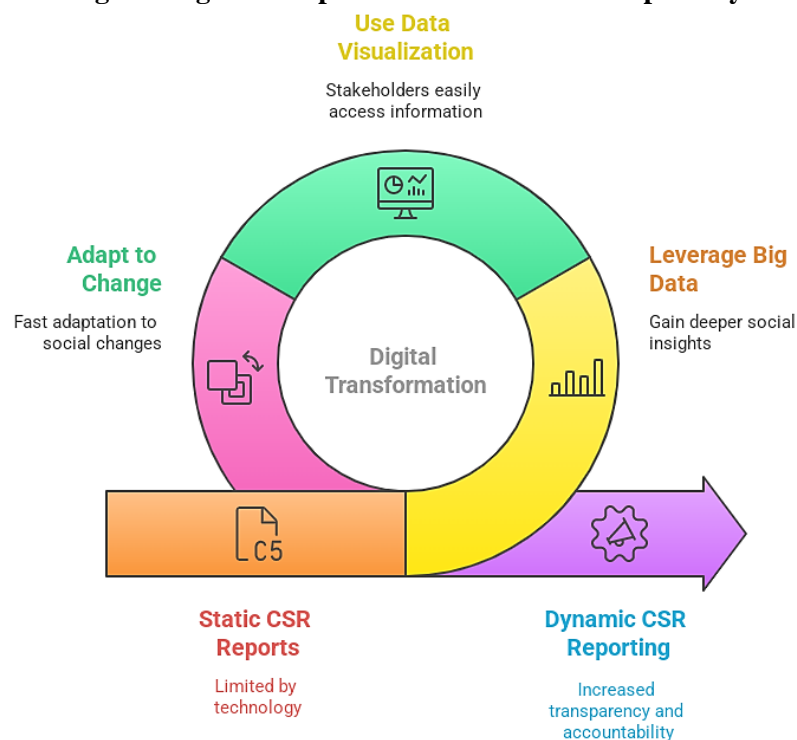 Use Data
Visualization
Stakeholders easily
access information
Adapt to
Change
Fast adaptation to
social changes
Leverage Big
Data
Gain deeper social
insights
Digital
Transformation
C5
Static CSR
Reports
Limited by
technology
Dynamic CSR
Reporting
Increased
transparency and
accountability